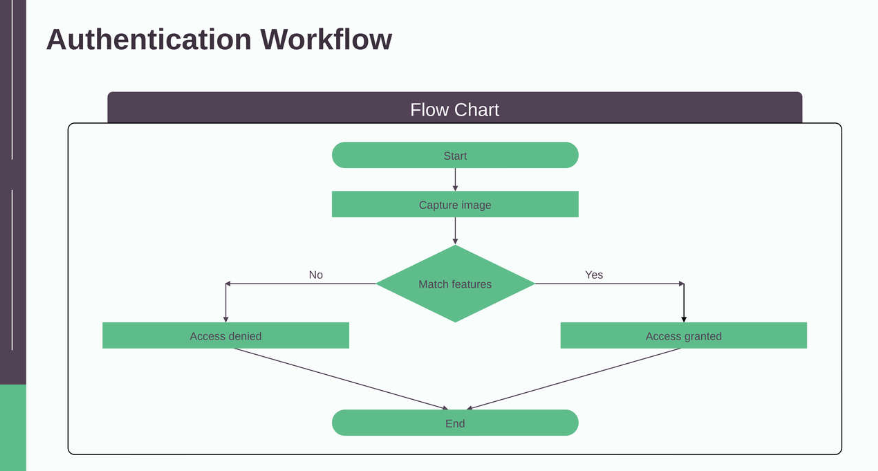 Authentication Workflow
Flow Chart
Start
Capture image
No
Match features
Yes
Access denied
Access granted
End